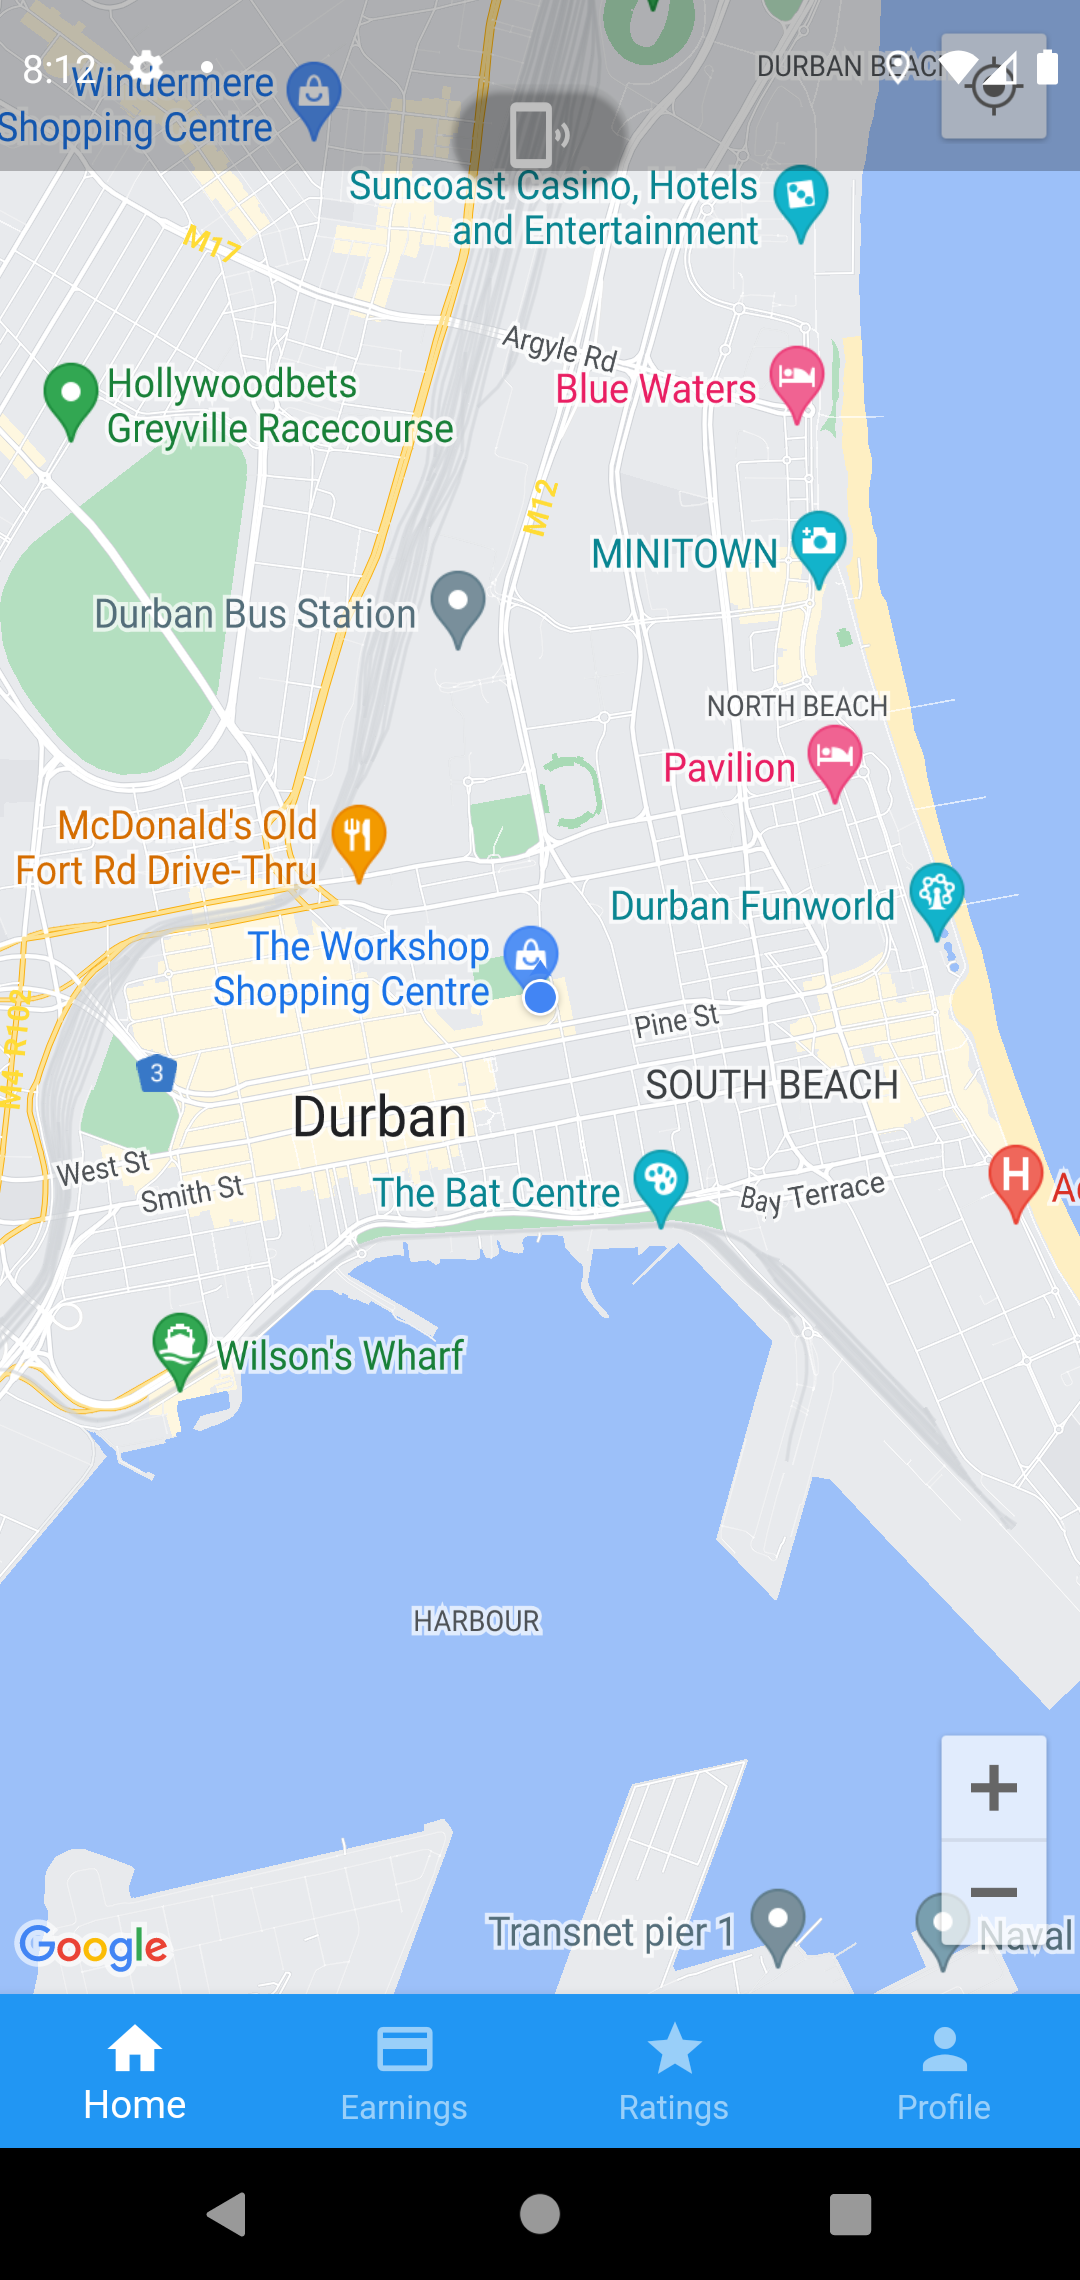 8:12
DURBAN BEACH
Windermere
Shopping Centre
Suncoast Casino, Hotels
and Entertainment
M17
Argyle Rd
Hollywoodbets
Greyville Racecourse
Blue Waters
M12
MINITOWN
Durban Bus Station
NORTH BEACH
Pavilion
McDonald's Old
Fort Rd Drive-Thru
Durban Funworld
The Workshop
Shopping Centre
Pine St
M4 R102
3
SOUTH BEACH
Durban
West St
Smith St
The Bat Centre
Bay Terrace
H
Wilson's Wharf
HARBOUR
Transnet pier 1
Naval
Google
Home
Earnings
Ratings
Profile